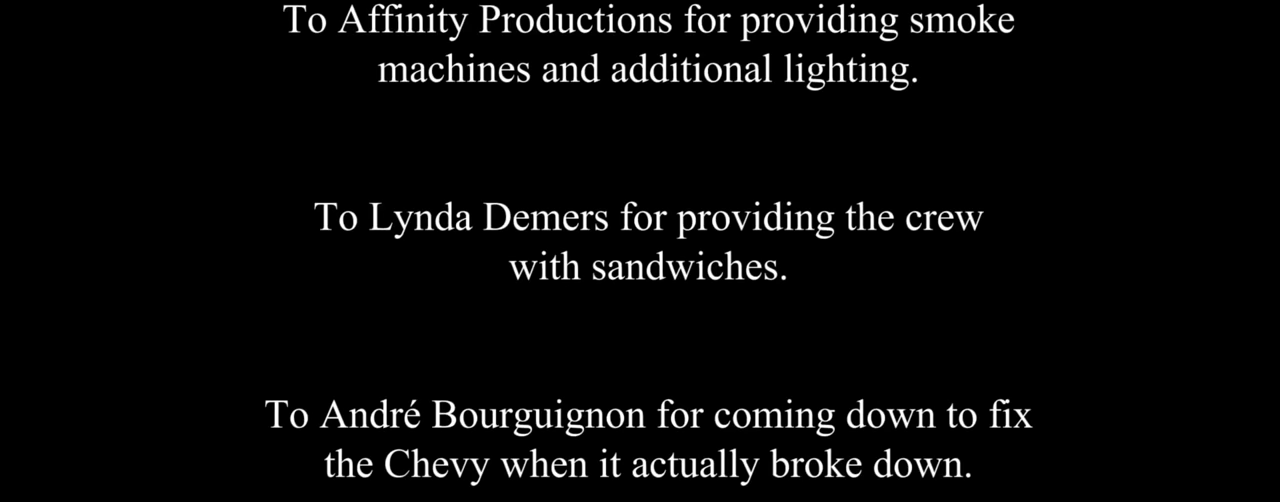 To Affinity Productions for providing smoke
machines and additional lighting.
To Lynda Demers for providing the crew
with sandwiches.
To André Bourguignon for coming down to fix
the Chevy when it actually broke down.